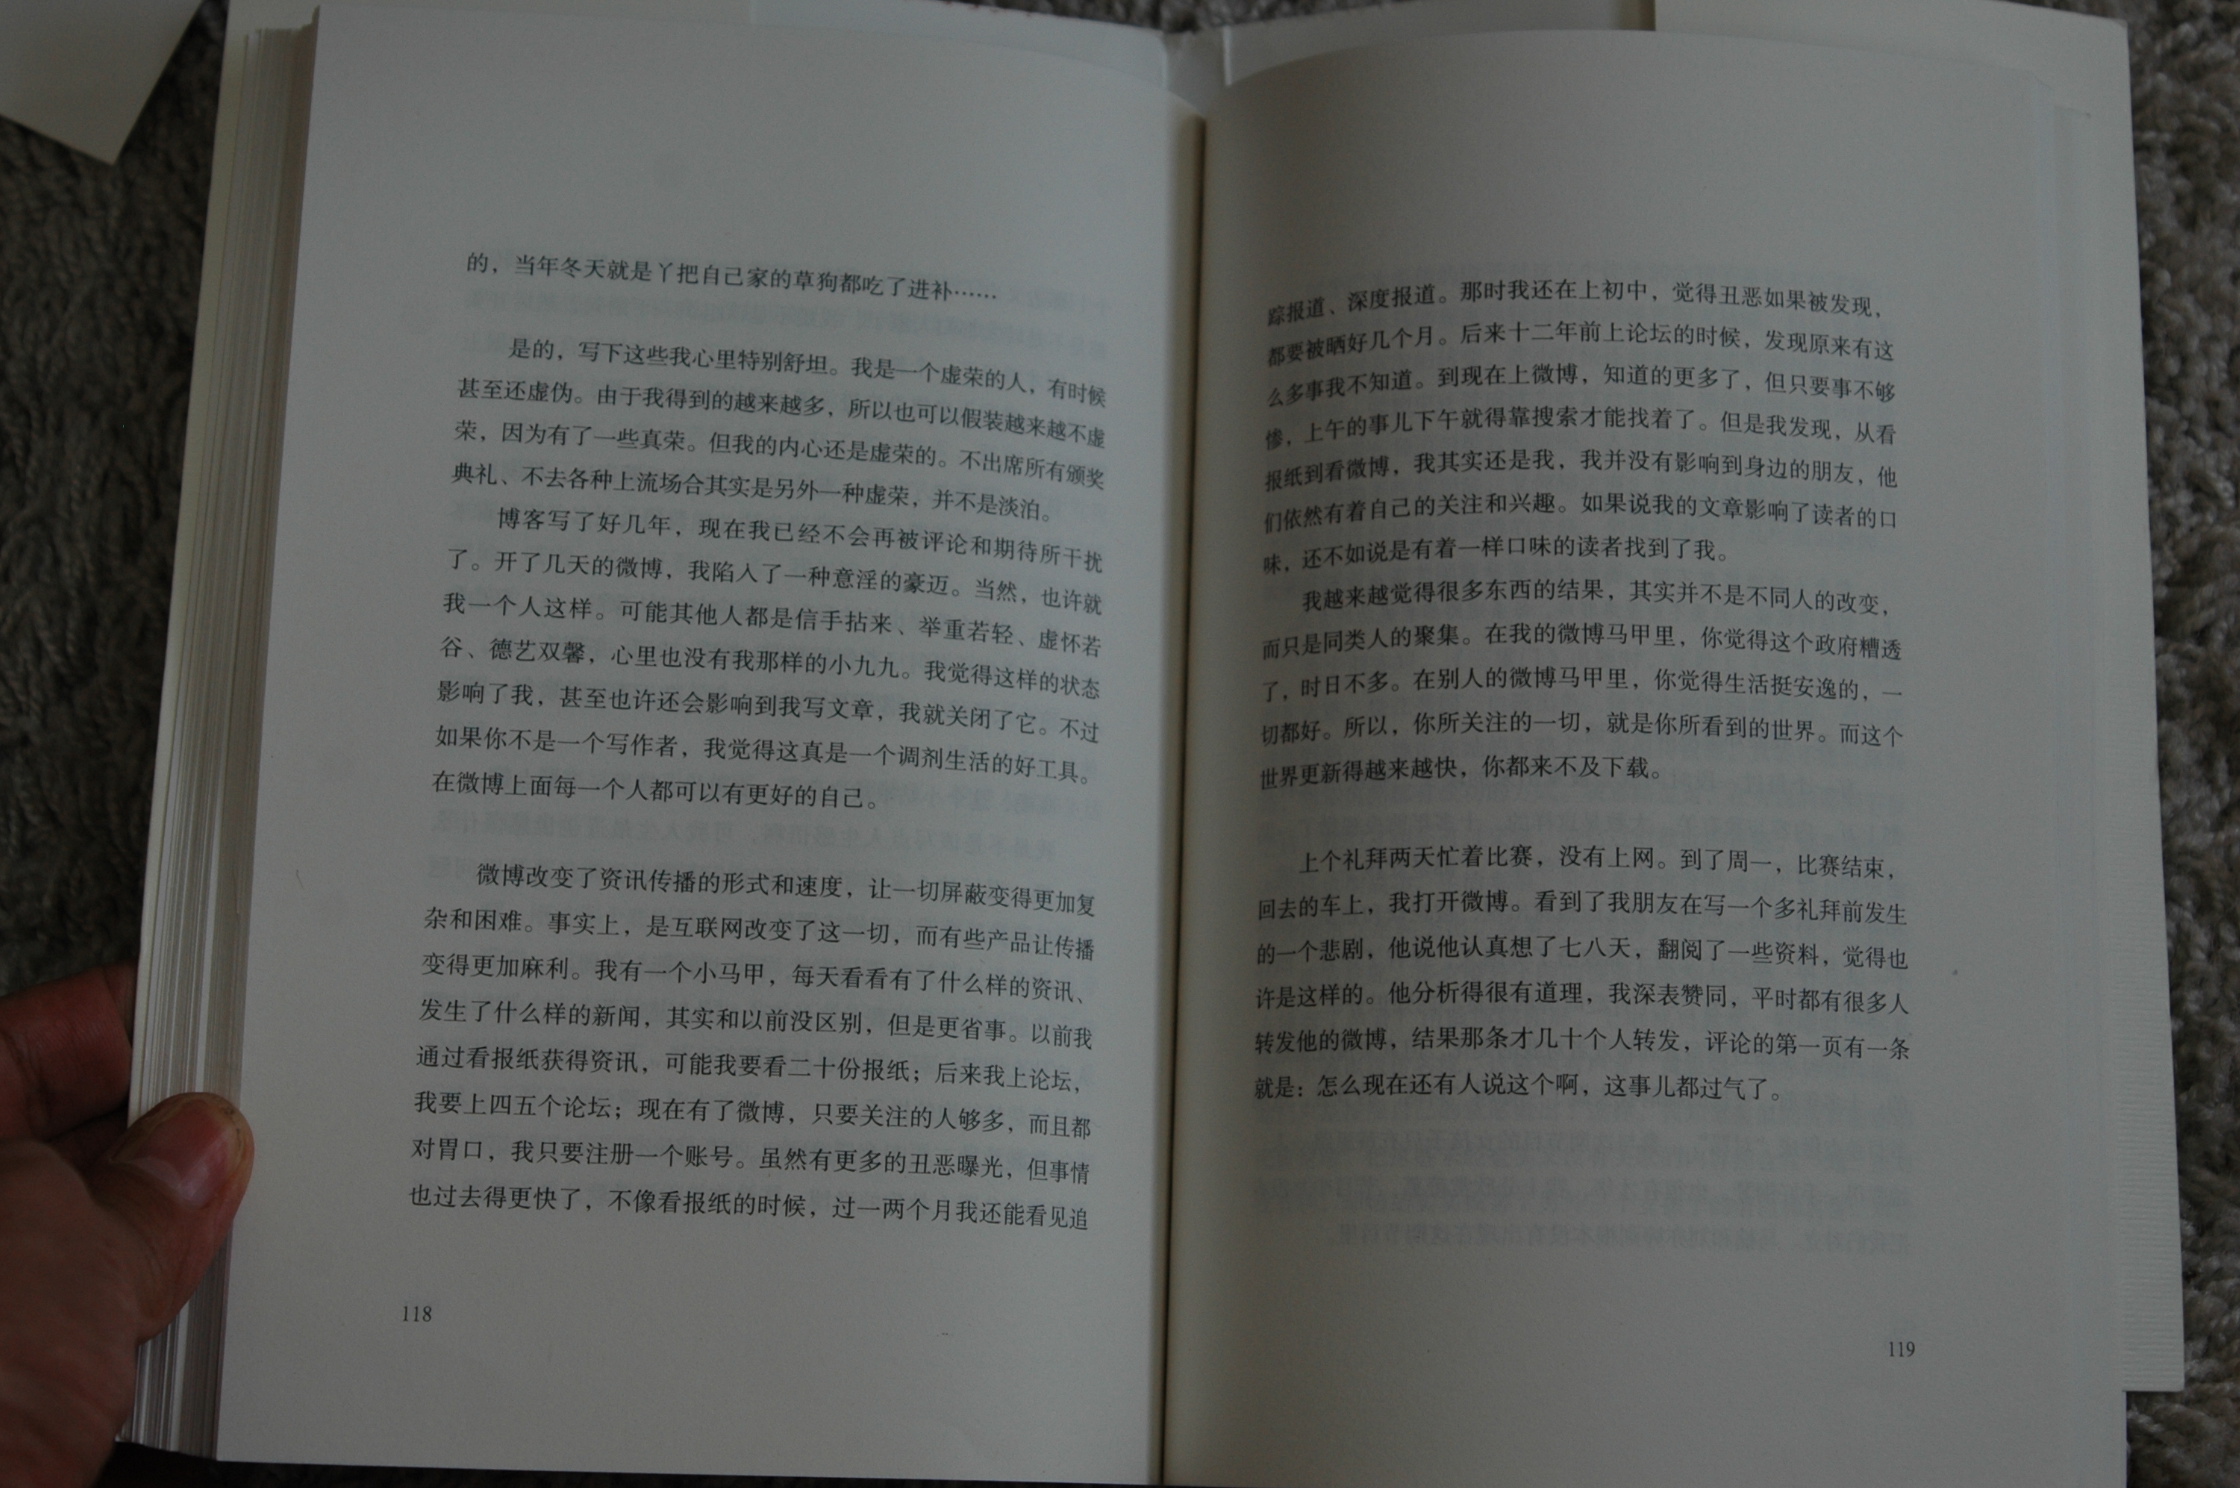 的，当年冬天就是丫把自己家的草狗都吃了进补……
是的，写下这些我心里特别舒坦。我是一个虚荣的人，有时候
甚至还虚伪。由于我得到的越来越多，所以也可以假装越来越不虚
荣，因为有了一些真荣。但我的内心还是虚荣的。不出席所有颁奖
典礼、不去各种上流场合其实是另外一种虚荣，并不是淡泊。
博客写了好几年，现在我已经不会再被评论和期待所干扰
了。开了几天的微博，我陷入了一种意淫的豪迈。当然，也许就
我一个人这样。可能其他人都是信手拈来、举重若轻、虚怀若
谷、德艺双馨，心里也没有我那样的小九九。我觉得这样的状态
影响了我，甚至也许还会影响到我写文章，我就关闭了它。不过
如果你不是一个写作者，我觉得这真是一个调剂生活的好工具。
在微博上面每一个人都可以有更好的自己。
微博改变了资讯传播的形式和速度，让一切屏蔽变得更加复
杂和困难。事实上，是互联网改变了这一切，而有些产品让传播
变得更加麻利。我有一个小马甲，每天看看有了什么样的资讯、
发生了什么样的新闻，其实和以前没区别，但是更省事。以前我
通过看报纸获得资讯，可能我要看二十份报纸；后来我上论坛，
我要上四五个论坛；现在有了微博，只要关注的人够多，而且都
对胃口，我只要注册一个账号。虽然有更多的丑恶曝光，但事情
也过去得更快了，不像看报纸的时候，过一两个月我还能看见追
118
踪报道、深度报道。那时我还在上初中，觉得丑恶如果被发现，
都要被晒好几个月。后来十二年前上论坛的时候，发现原来有这
么多事我不知道。到现在上微博，知道的更多了，但只要事不够
惨，上午的事儿下午就得靠搜索才能找着了。但是我发现，从看
报纸到看微博，我其实还是我，我并没有影响到身边的朋友，他
们依然有着自己的关注和兴趣。如果说我的文章影响了读者的口
味，还不如说是有着一样口味的读者找到了我。
我越来越觉得很多东西的结果，其实并不是不同人的改变，
而只是同类人的聚集。在我的微博马甲里，你觉得这个政府糟透
了，时日不多。在别人的微博马甲里，你觉得生活挺安逸的，一
切都好。所以，你所关注的一切，就是你所看到的世界。而这个
世界更新得越来越快，你都来不及下载。
上个礼拜两天忙着比赛，没有上网。到了周一，比赛结束，
回去的车上，我打开微博。看到了我朋友在写一个多礼拜前发生
的一个悲剧，他说他认真想了七八天，翻阅了一些资料，觉得也
许是这样的。他分析得很有道理，我深表赞同，平时都有很多人
转发他的微博，结果那条才几十个人转发，评论的第一页有一条
就是：怎么现在还有人说这个啊，这事儿都过气了。
119